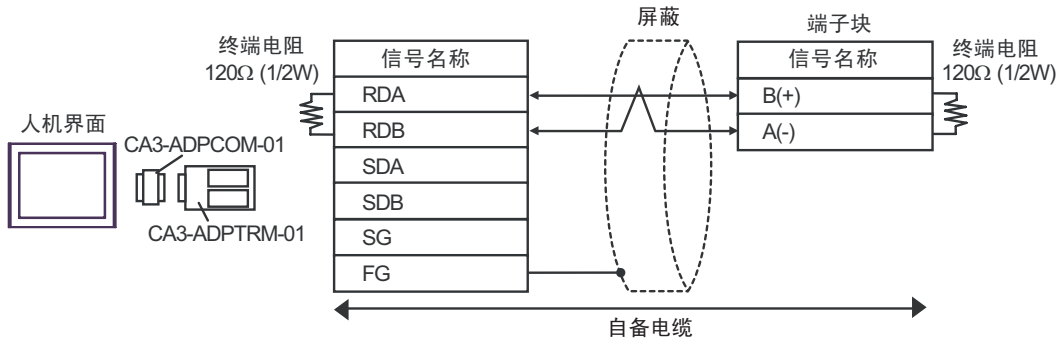 屏蔽
端子块
终端电阻
120Ω (1/2W)
信号名称
信号名称
终端电阻
120Ω (1/2W)
RDA
B(+)
人机界面
RDB
A(-)
CA3-ADPCOM-01
SDA
SDB
CA3-ADPTRM-01
SG
FG
自备电缆